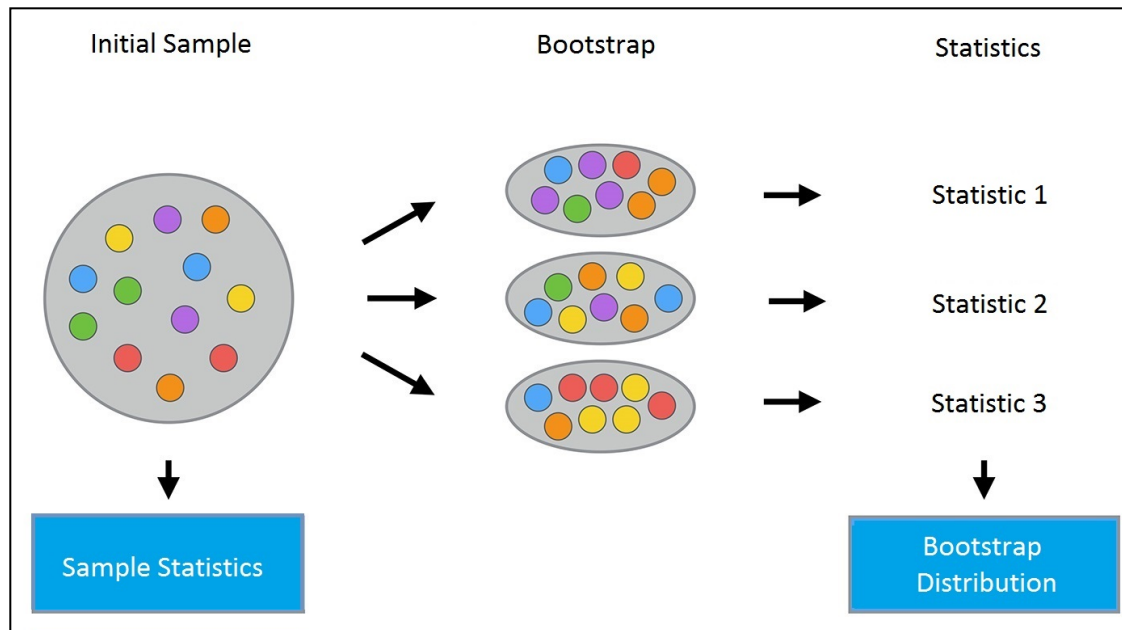 Initial Sample
Bootstrap
Statistics
Statistic 1
Statistic 2
Statistic 3
Sample Statistics
Bootstrap
Distribution